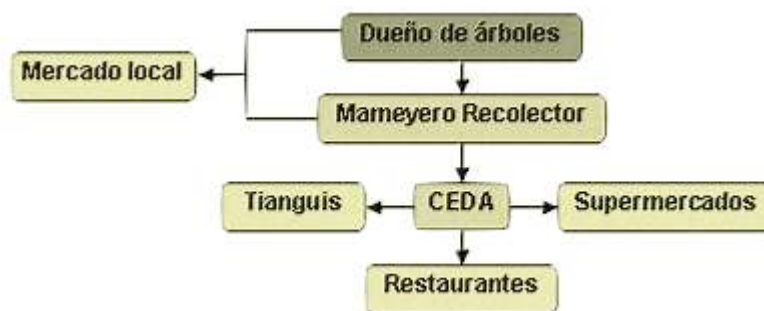 Dueño de árboles
Mercado local
Mameyero Recolector
Tianguis
CEDA
Supermercados
Restaurantes